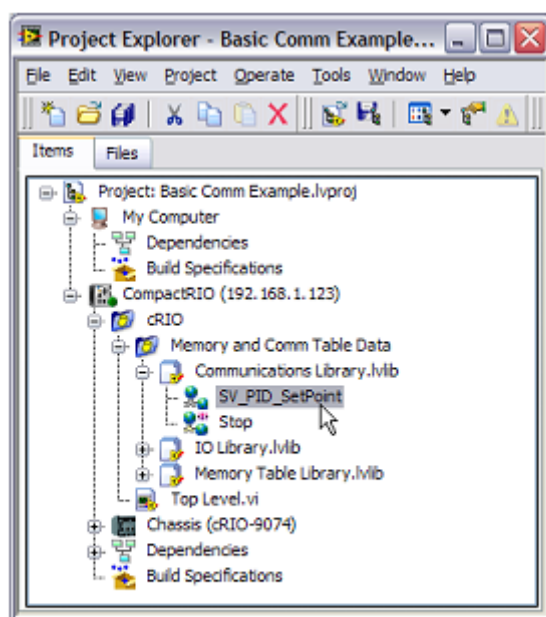 Project Explorer - Basic Comm Example...
File Edit View Project Operate Tools Window Help
Items Files
Project: Basic Comm Example.lvproj
My Computer
Dependencies
Build Specifications
CompactRIO (192.168.1.123)
cRIO
Memory and Comm Table Data
Communications Library.lvlib
SV_PID_SetPoint
Stop
IO Library.lvlib
Memory Table Library.lvlib
Top Level.vi
Chassis (cRIO-9074)
Dependencies
Build Specifications